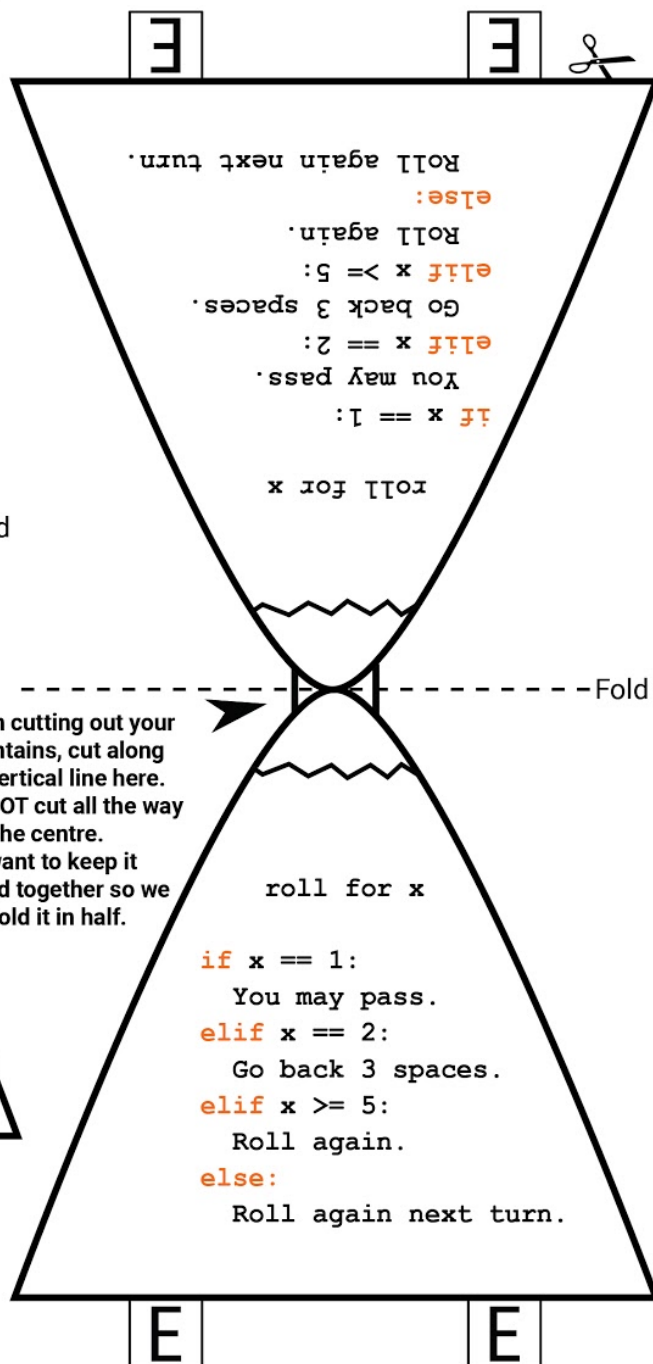 E E
roll for x
if x == 1:
You may pass.
elif x == 2:
Go back 3 spaces.
elif x >= 5:
Roll again.
else:
Roll again next turn.
d
Fold
n cutting out your
ntains, cut along
ertical line here.
OT cut all the way
he centre.
want to keep it
d together so we
old it in half.
roll for x
if x == 1:
You may pass.
elif x == 2:
Go back 3 spaces.
elif x >= 5:
Roll again.
else:
Roll again next turn.
E E